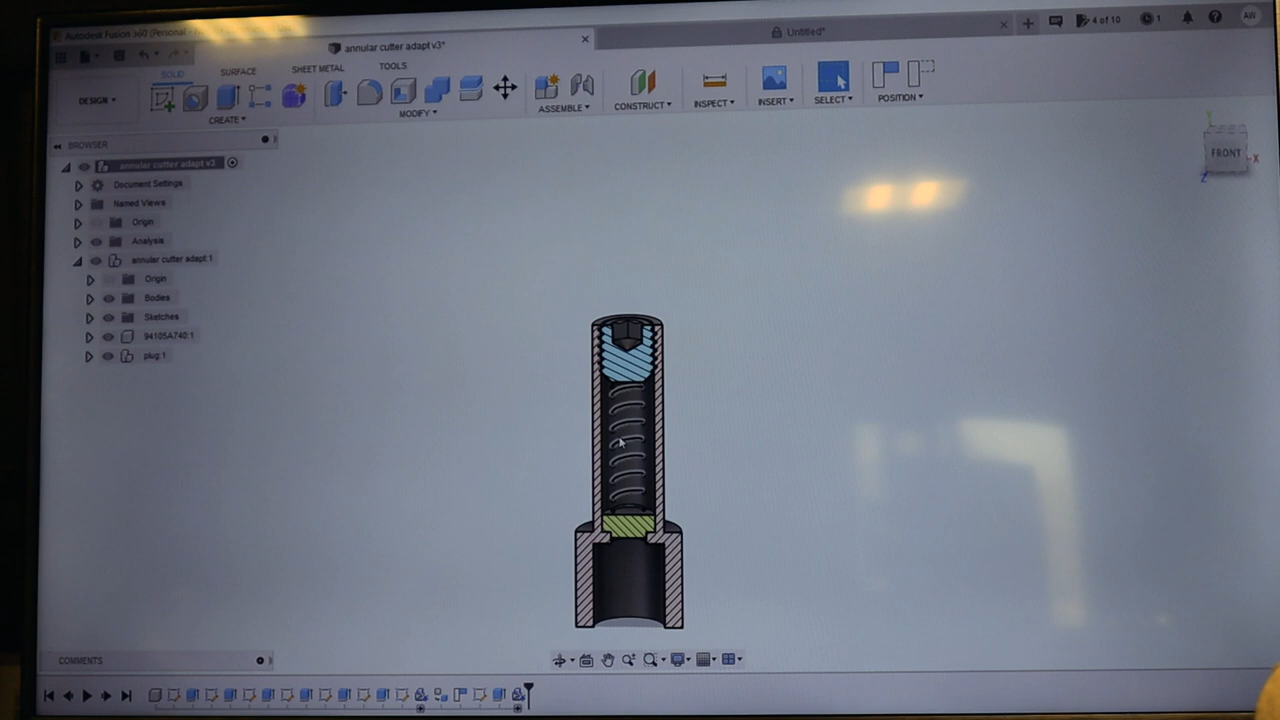 Autodesk Fusion 360 (Personal
annular cutter adapt v3*
Untitled*
4 of 10
1
AW
SOLID
SURFACE
SHEET METAL
TOOLS
DESIGN
CREATE
MODIFY
ASSEMBLE
CONSTRUCT
INSPECT
INSERT
SELECT
POSITION
BROWSER
annular cutter adapt v3
Document Settings
Named Views
Origin
Analysis
annular cutter adapt:1
Origin
Bodies
Sketches
94105A740:1
plug:1
Y
FRONT
X
Z
COMMENTS